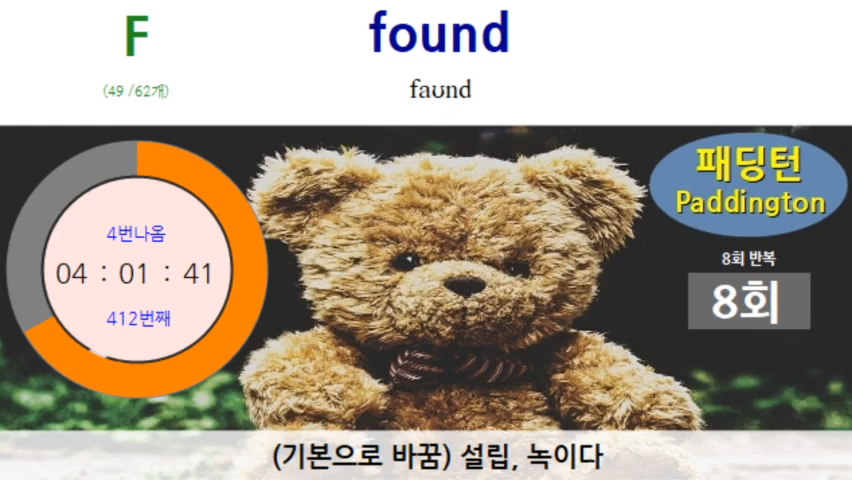 F
found
(49 /62개)
faʊnd
4번나옴
04 : 01 : 41
412번째
패딩턴
Paddington
8회 반복
8회
(기본으로 바꿈) 설립, 녹이다